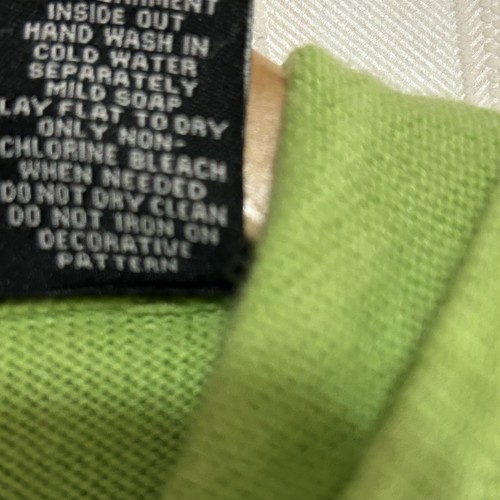 INSIDE OUT
HAND WASH IN
COLD WATER
SEPARATELY
MILD SOAP
LAY FLAT TO DRY
ONLY NON-
CHLORINE BLEACH
WHEN NEEDED
DO NOT DRY CLEAN
DO NOT IRON ON
DECORATIVE
PATTERN